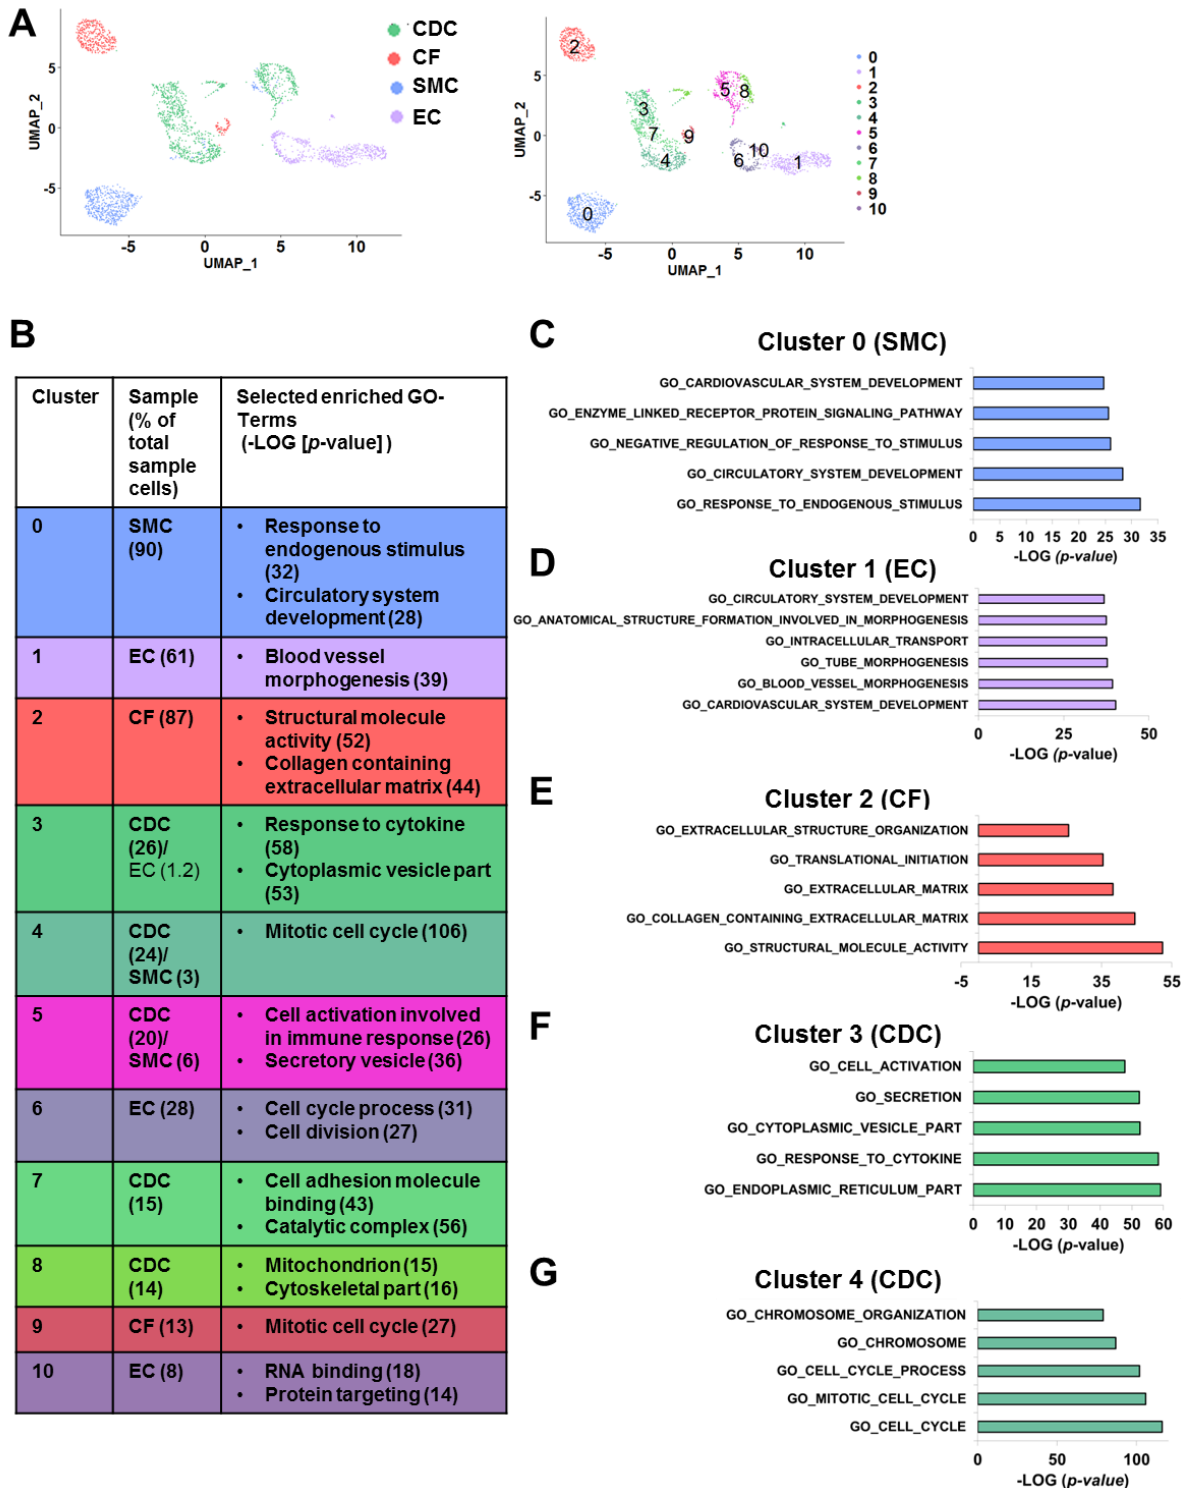 A
CDC
CF
SMC
EC
UMAP_2
5
0
-5
-5
0
5
10
UMAP_1
2
5
8
3
7
9
4
10
6
1
0
5
0
-5
-5
0
5
10
UMAP_1
UMAP_2
0
1
2
3
4
5
6
7
8
9
10
B
Cluster
Sample
(% of
total
sample
cells)
Selected enriched GO-
Terms
(-LOG [p-value] )
0
SMC
(90)
• Response to
endogenous stimulus
(32)
• Circulatory system
development (28)
1
EC (61)
• Blood vessel
morphogenesis (39)
2
CF (87)
• Structural molecule
activity (52)
• Collagen containing
extracellular matrix (44)
3
CDC
(26)/
EC (1.2)
• Response to cytokine
(58)
• Cytoplasmic vesicle part
(53)
4
CDC
(24)/
SMC (3)
• Mitotic cell cycle (106)
5
CDC
(20)/
SMC (6)
• Cell activation involved
in immune response (26)
• Secretory vesicle (36)
6
EC (28)
• Cell cycle process (31)
• Cell division (27)
7
CDC
(15)
• Cell adhesion molecule
binding (43)
• Catalytic complex (56)
8
CDC
(14)
• Mitochondrion (15)
• Cytoskeletal part (16)
9
CF (13)
• Mitotic cell cycle (27)
10
EC (8)
• RNA binding (18)
• Protein targeting (14)
C
Cluster 0 (SMC)
GO_CARDIOVASCULAR_SYSTEM_DEVELOPMENT
GO_ENZYME_LINKED_RECEPTOR_PROTEIN_SIGNALING_PATHWAY
GO_NEGATIVE_REGULATION_OF_RESPONSE_TO_STIMULUS
GO_CIRCULATORY_SYSTEM_DEVELOPMENT
GO_RESPONSE_TO_ENDOGENOUS_STIMULUS
0 5 10 15 20 25 30 35
-LOG (p-value)
D
Cluster 1 (EC)
GO_CIRCULATORY_SYSTEM_DEVELOPMENT
GO_ANATOMICAL_STRUCTURE_FORMATION_INVOLVED_IN_MORPHOGENESIS
GO_INTRACELLULAR_TRANSPORT
GO_TUBE_MORPHOGENESIS
GO_BLOOD_VESSEL_MORPHOGENESIS
GO_CARDIOVASCULAR_SYSTEM_DEVELOPMENT
0 25 50
-LOG (p-value)
E
Cluster 2 (CF)
GO_EXTRACELLULAR_STRUCTURE_ORGANIZATION
GO_TRANSLATIONAL_INITIATION
GO_EXTRACELLULAR_MATRIX
GO_COLLAGEN_CONTAINING_EXTRACELLULAR_MATRIX
GO_STRUCTURAL_MOLECULE_ACTIVITY
-5 15 35 55
-LOG (p-value)
F
Cluster 3 (CDC)
GO_CELL_ACTIVATION
GO_SECRETION
GO_CYTOPLASMIC_VESICLE_PART
GO_RESPONSE_TO_CYTOKINE
GO_ENDOPLASMIC_RETICULUM_PART
0 10 20 30 40 50 60
-LOG (p-value)
G
Cluster 4 (CDC)
GO_CHROMOSOME_ORGANIZATION
GO_CHROMOSOME
GO_CELL_CYCLE_PROCESS
GO_MITOTIC_CELL_CYCLE
GO_CELL_CYCLE
0 50 100
-LOG (p-value)